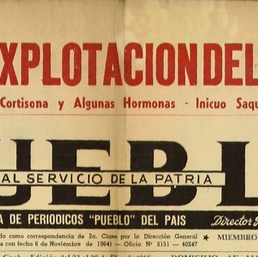 XPLOTACION DEL
Cortisona y Algunas Hormonas - Inicuo Saqu
UEBL
AL SERVICIO DE LA PATRIA
A DE PERIODICOS "PUEBLO" DEL PAIS Director
do como correspondencia de 2a. Clase por la Dirección General
s con fecha 6 de Noviembre de 1964) — Oficio Nº 8151 — 40247
MIEMBRO